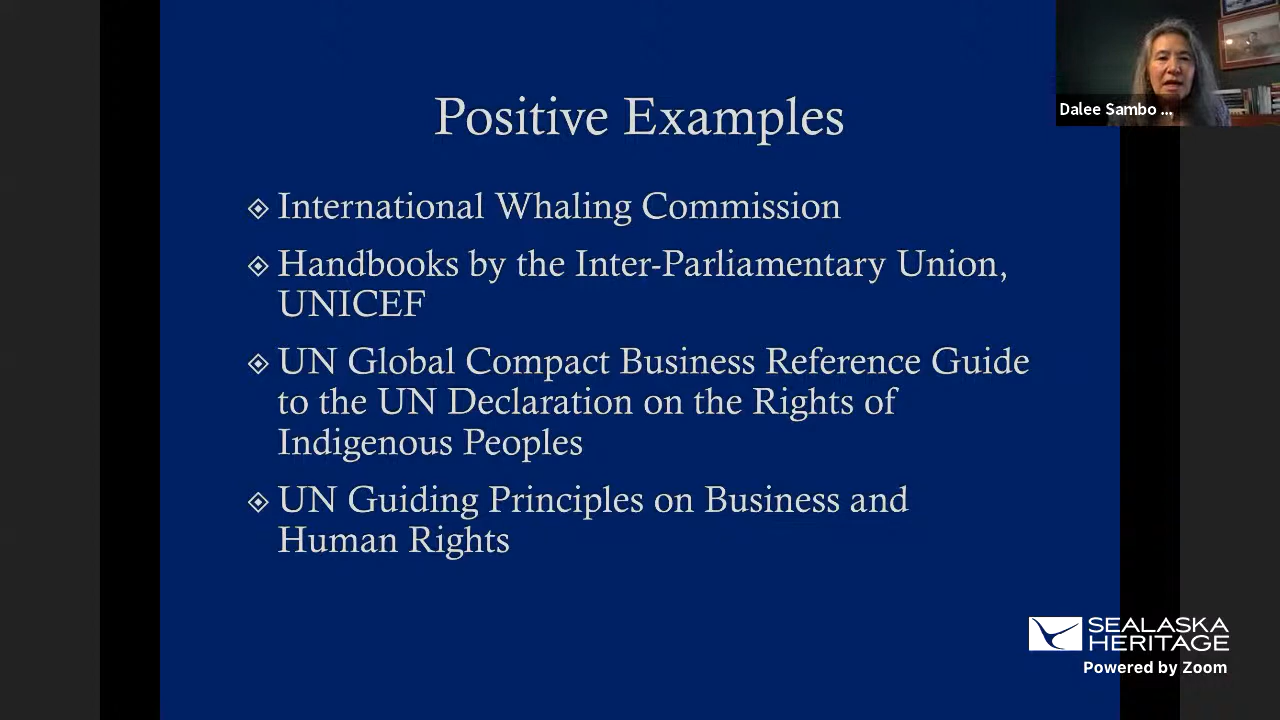 Positive Examples
Dalee Sambo ...
International Whaling Commission
Handbooks by the Inter-Parliamentary Union,
UNICEF
UN Global Compact Business Reference Guide
to the UN Declaration on the Rights of
Indigenous Peoples
UN Guiding Principles on Business and
Human Rights
SEALASKA
HERITAGE
Powered by Zoom